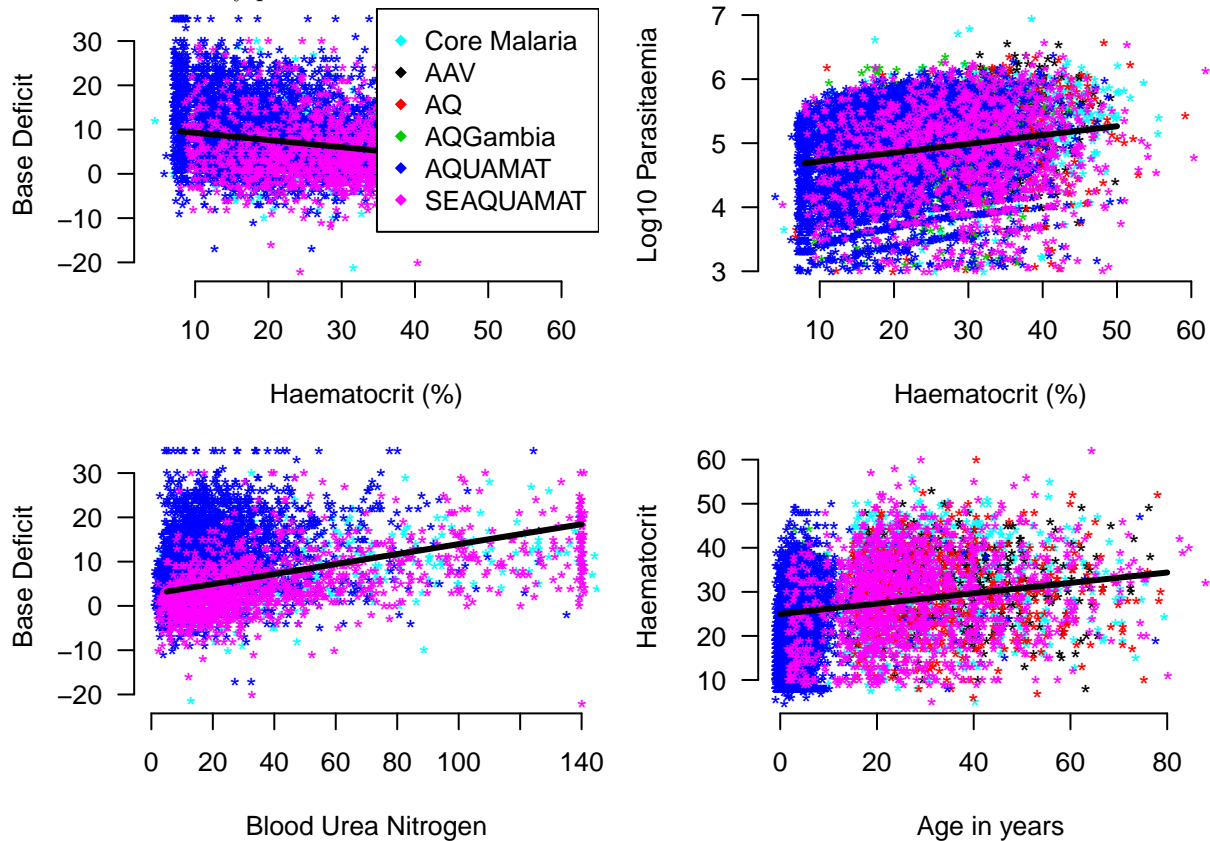 Base Deficit
30
20
10
0
−10
−20
10 20 30 40 50 60
Haematocrit (%)
Core Malaria
AAV
AQ
AQGambia
AQUAMAT
SEAQUAMAT
Log10 Parasitaemia
7
6
5
4
3
10 20 30 40 50 60
Haematocrit (%)
Base Deficit
30
20
10
0
−10
−20
0 20 40 60 80 100 140
Blood Urea Nitrogen
Haematocrit
60
50
40
30
20
10
0 20 40 60 80
Age in years